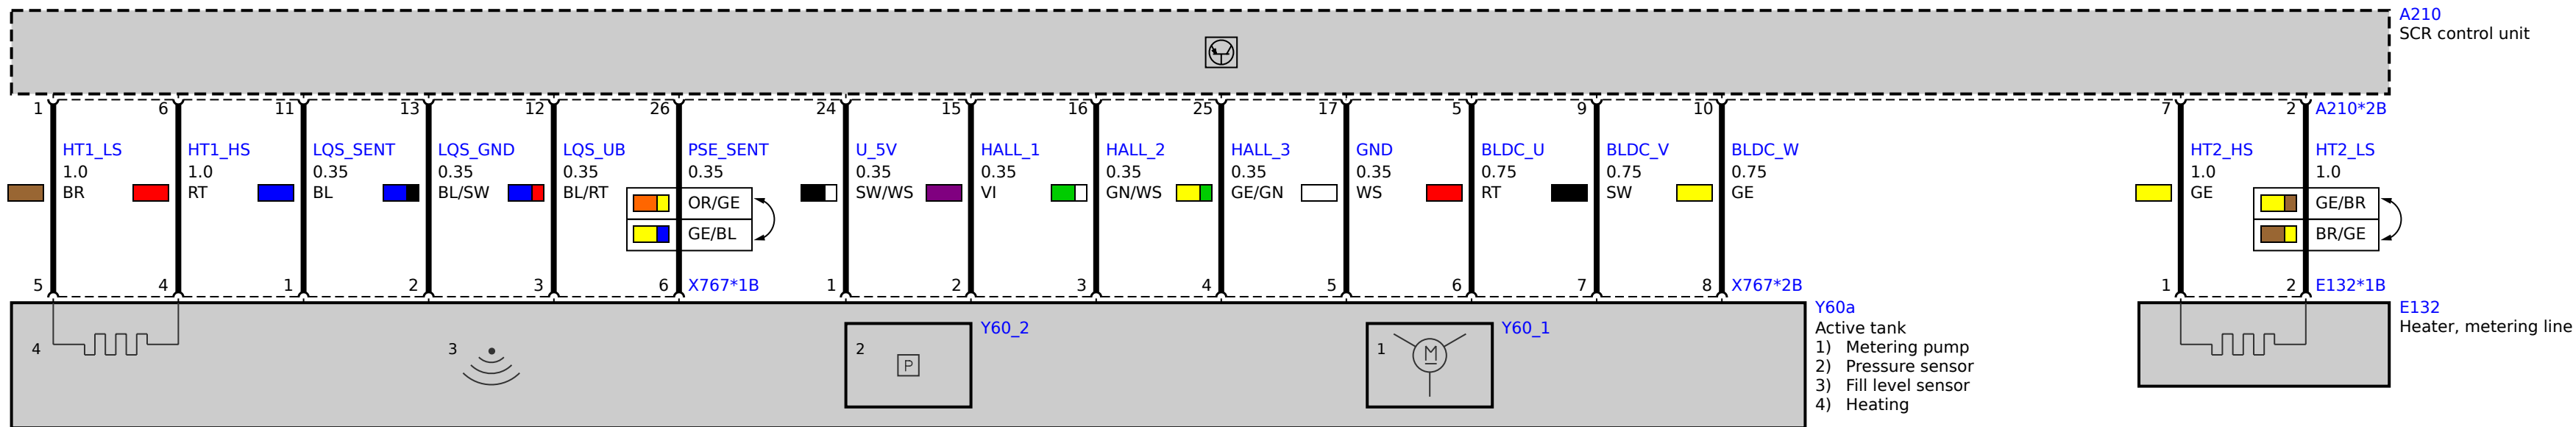 A210
SCR control unit
1 6 11 13 12 26 24 15 16 25 17 5 9 10 7 2 A210*2B
HT1_LS HT1_HS LQS_SENT LQS_GND LQS_UB PSE_SENT U_5V HALL_1 HALL_2 HALL_3 GND BLDC_U BLDC_V BLDC_W HT2_HS HT2_LS
1.0 1.0 0.35 0.35 0.35 0.35 0.35 0.35 0.35 0.35 0.35 0.75 0.75 0.75 1.0 1.0
BR RT BL BL/SW BL/RT SW/WS VI GN/WS GE/GN WS RT SW GE GE
OR/GE GE/BR
GE/BL BR/GE
5 4 1 2 3 6 X767*1B 1 2 3 4 5 6 7 8 X767*2B 1 2 E132*1B
Y60a E132
Active tank Heater, metering line
Y60_2 Y60_1
4 3 2 P 1 M
1) Metering pump
2) Pressure sensor
3) Fill level sensor
4) Heating